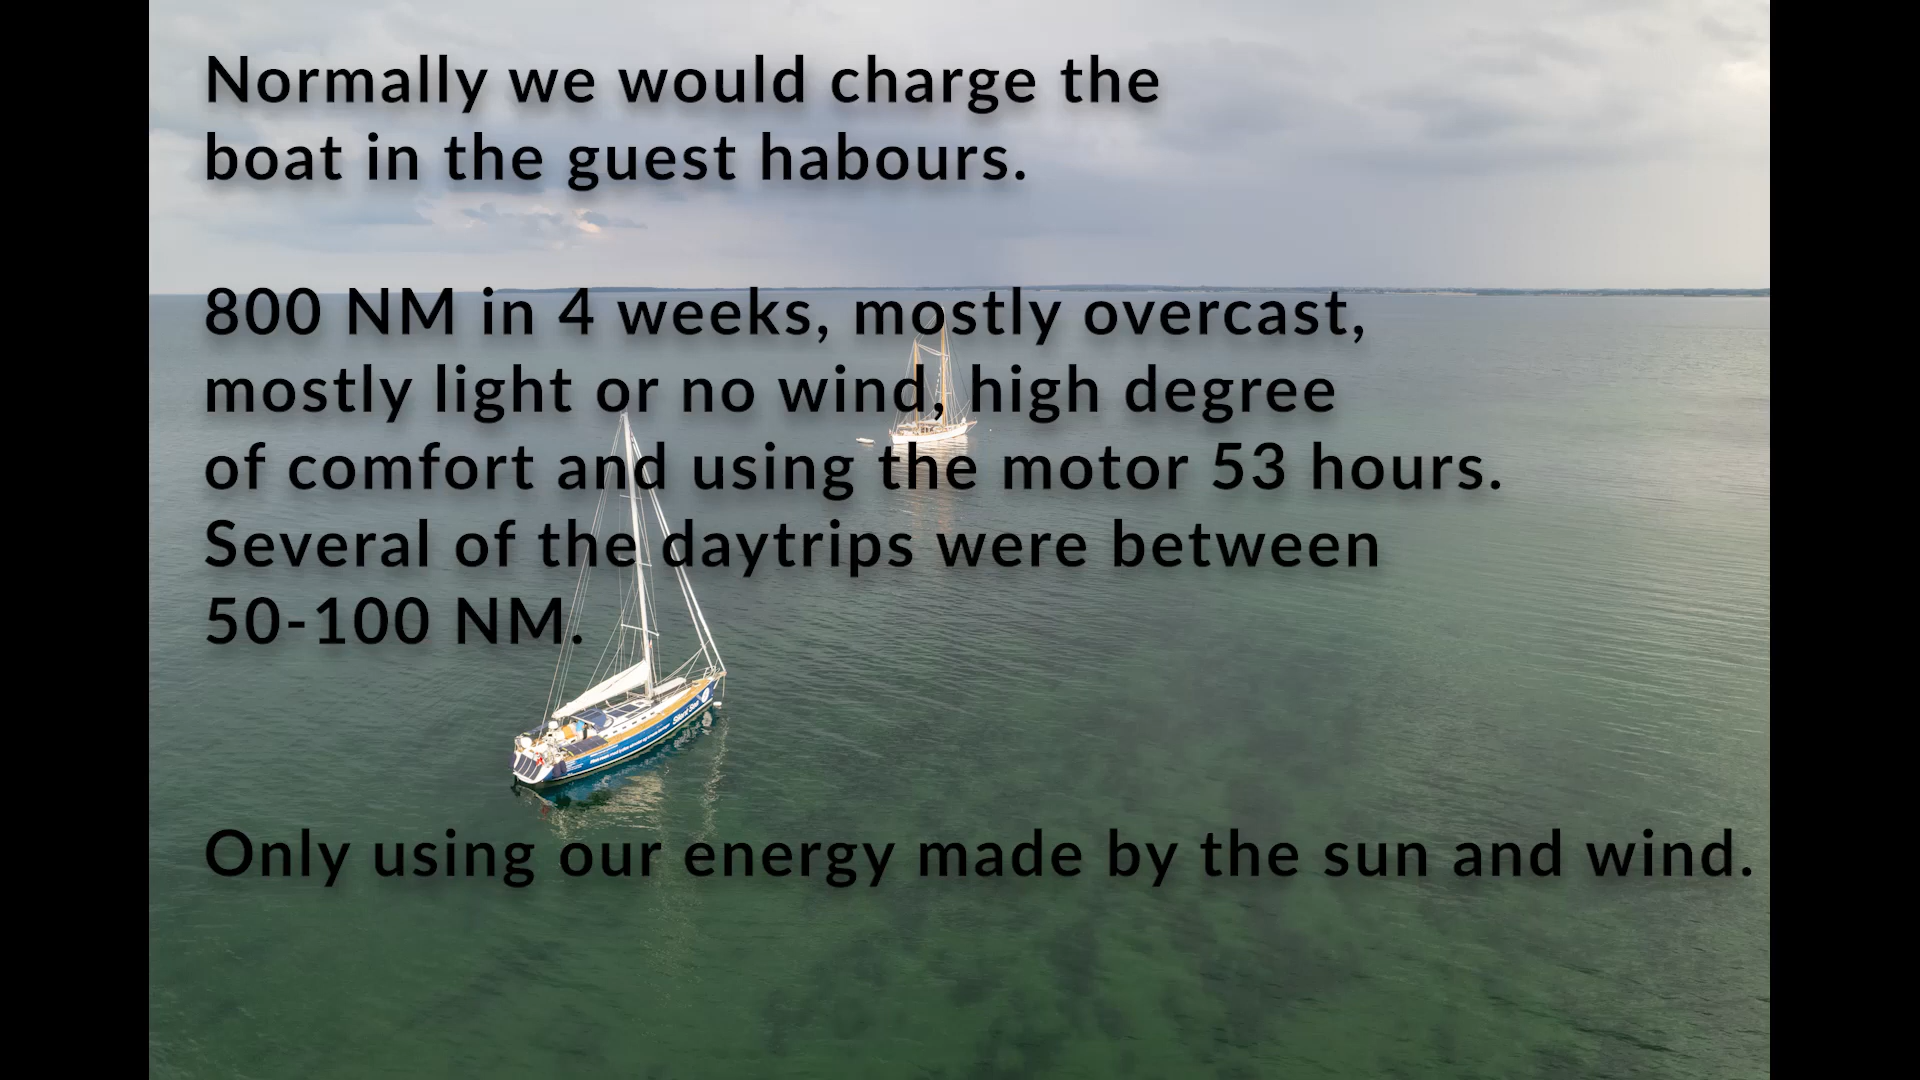 Normally we would charge the
boat in the guest habours.
800 NM in 4 weeks, mostly overcast,
mostly light or no wind, high degree
of comfort and using the motor 53 hours.
Several of the daytrips were between
50-100 NM.
Silent Sea
Only using our energy made by the sun and wind.